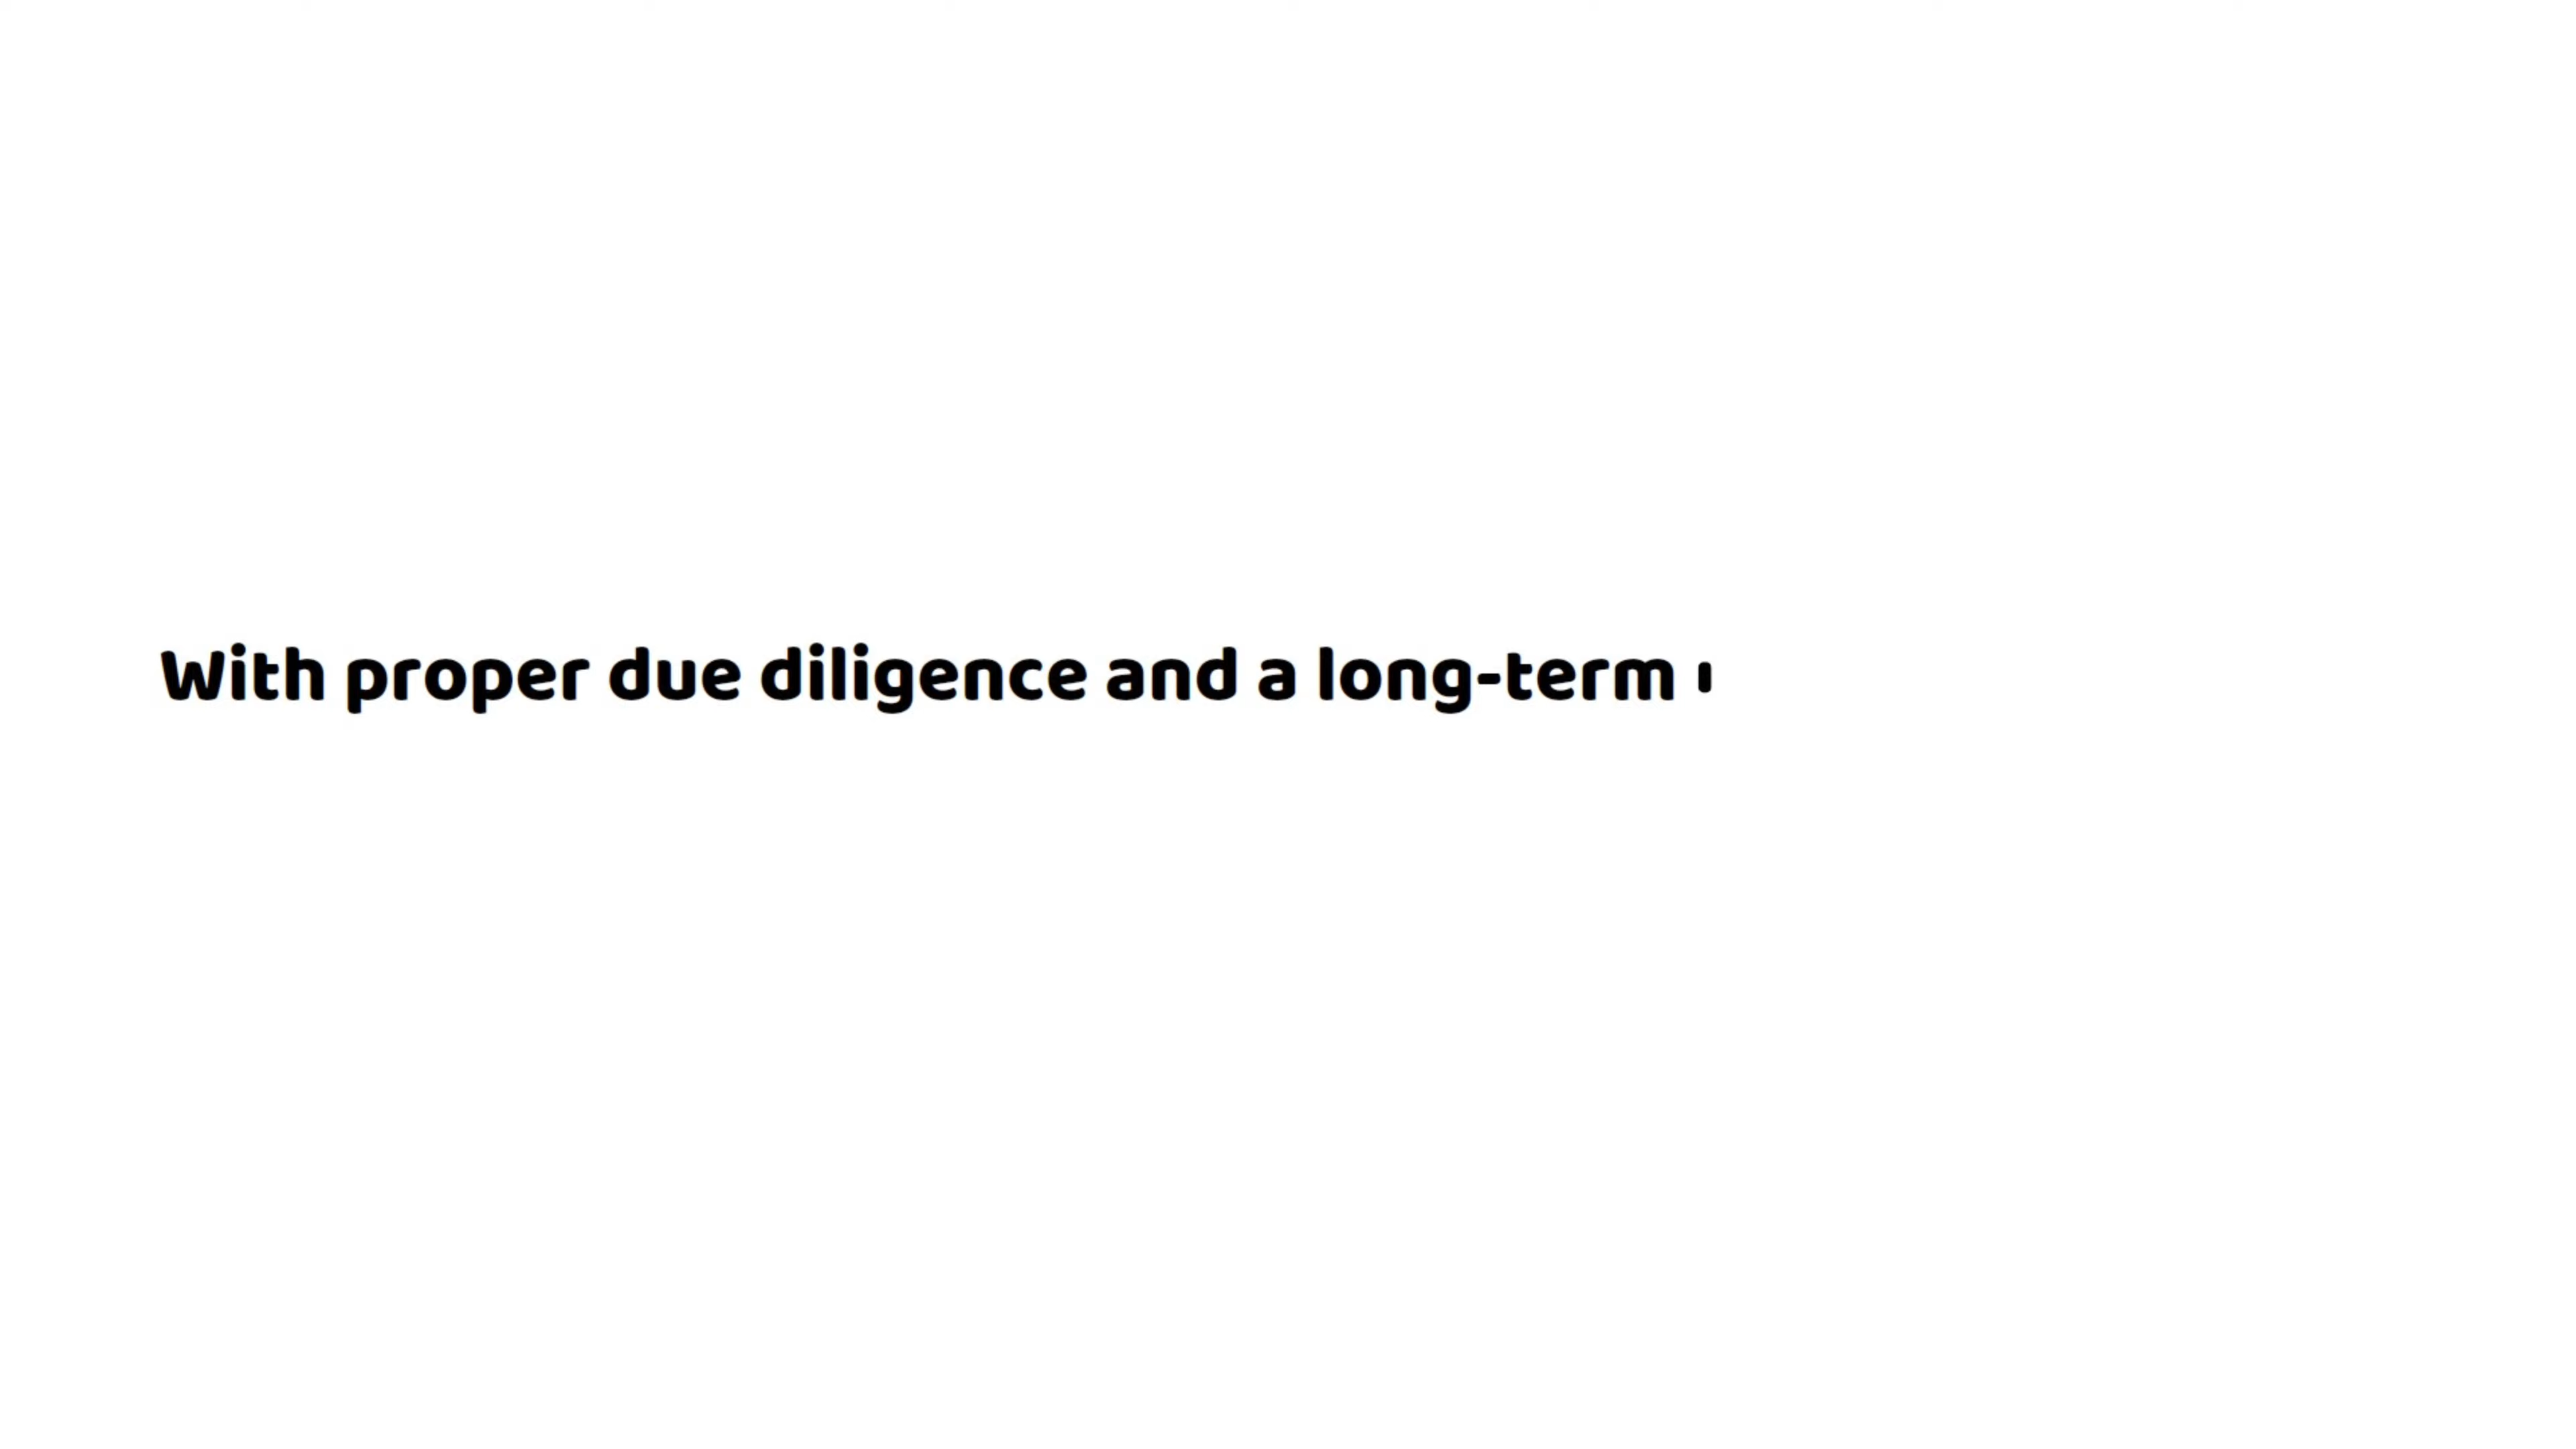 With proper due diligence and a long-term